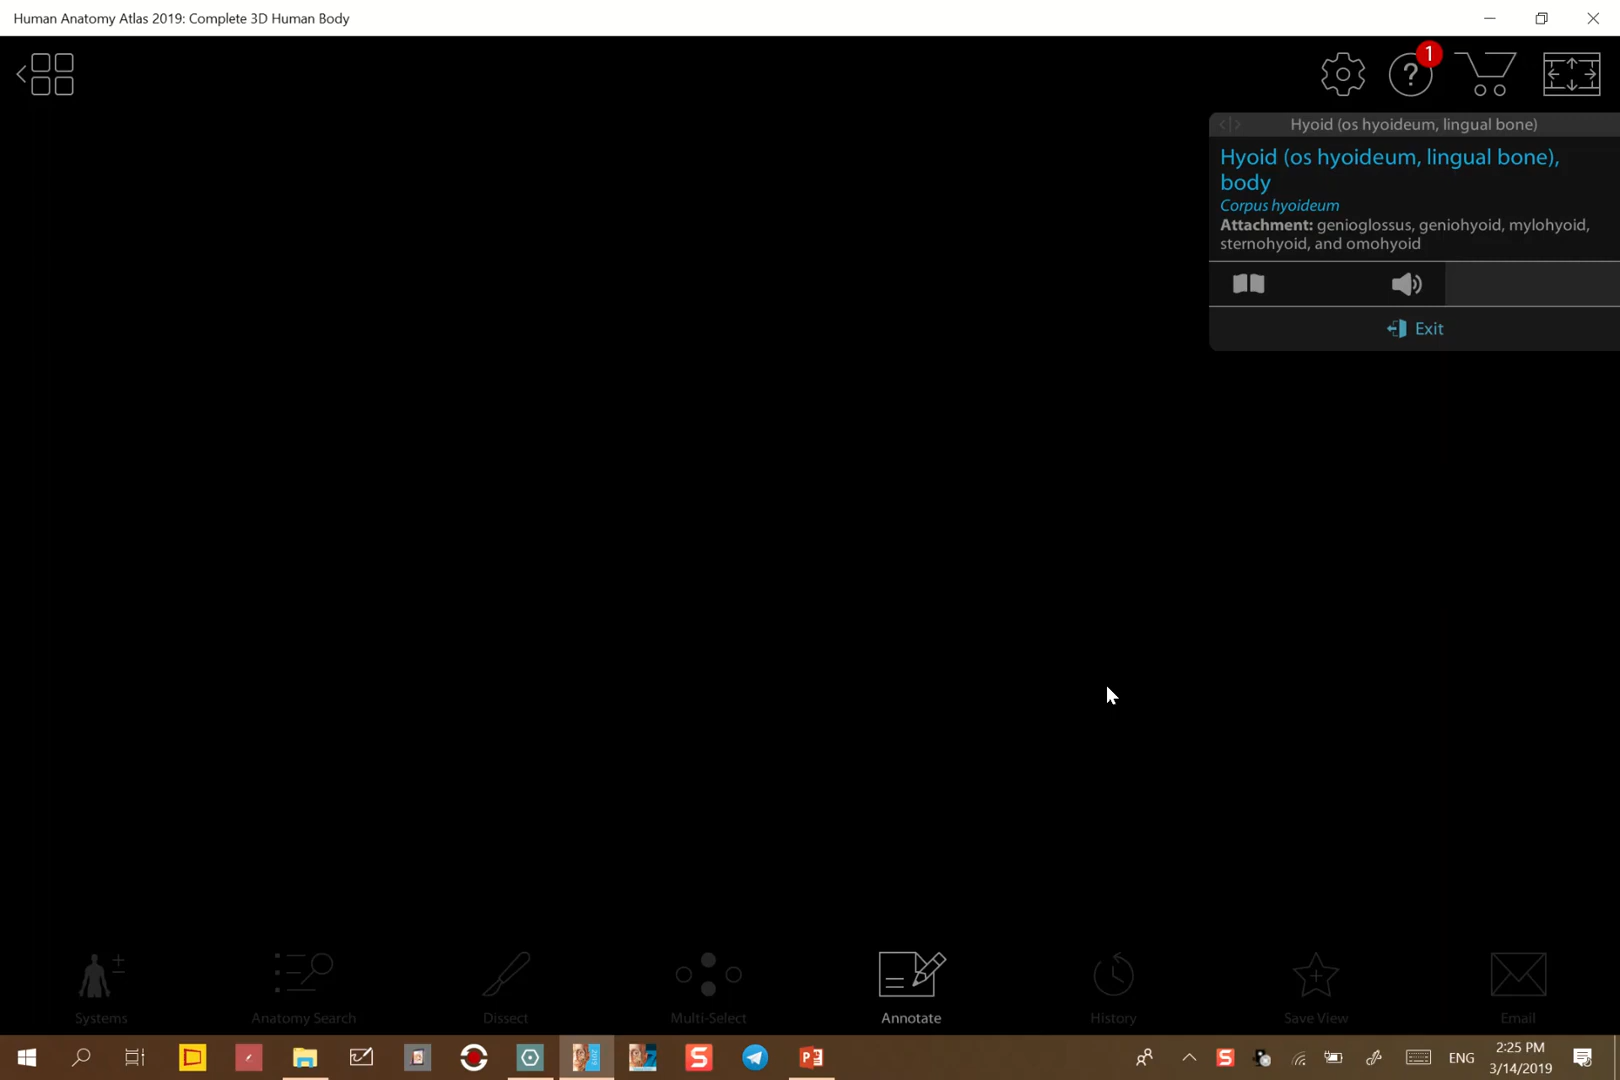 Human Anatomy Atlas 2019: Complete 3D Human Body
1
Hyoid (os hyoideum, lingual bone)
Hyoid (os hyoideum, lingual bone),
body
Corpus hyoideum
Attachment: genioglossus, geniohyoid, mylohyoid,
sternohyoid, and omohyoid
Exit
Systems
Anatomy Search
Dissect
Multi-Select
Annotate
History
Save View
Email
ENG
2:25 PM
3/14/2019